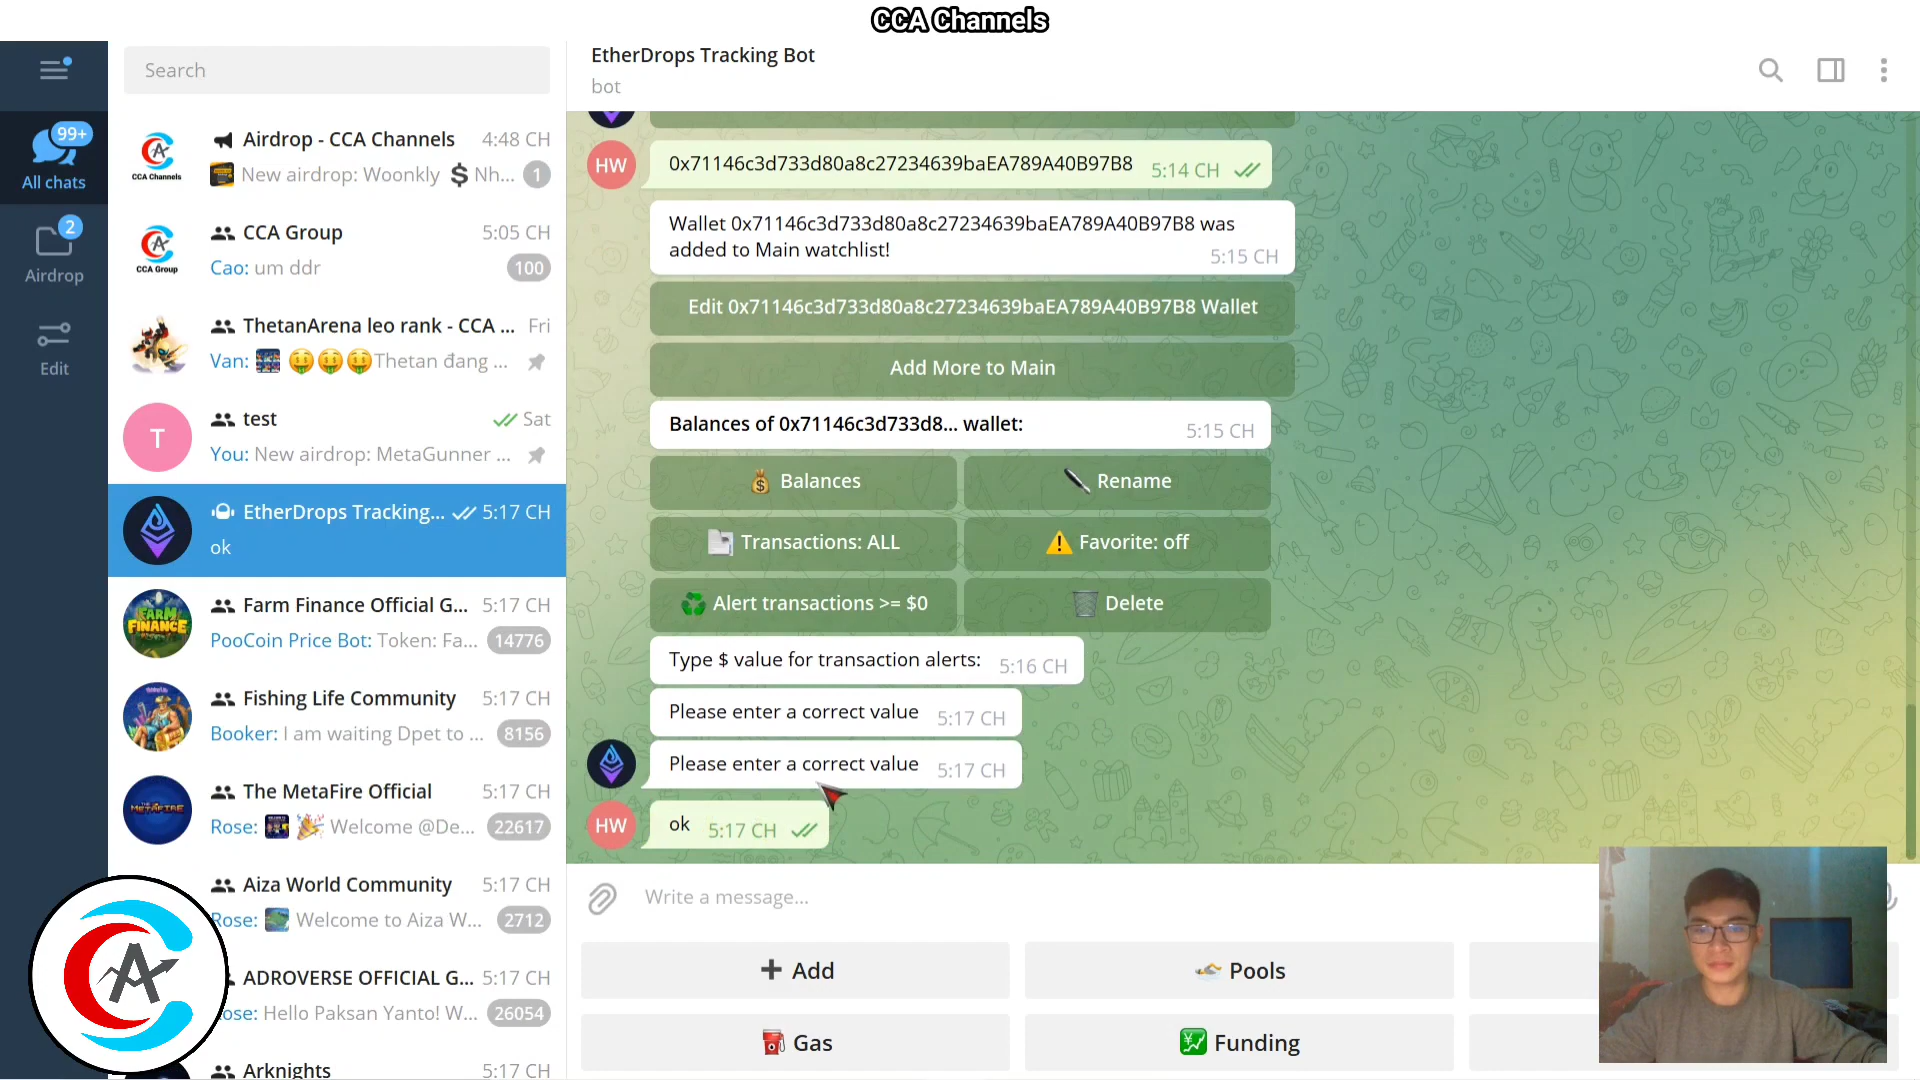 CCA Channels
Search
99+
All chats
2
Airdrop
Edit
Airdrop - CCA Channels 4:48 CH
New airdrop: Woonkly $ Nh... 1
CCA Channels
CCA Group 5:05 CH
Cao: um ddr 100
CCA Group
ThetanArena leo rank - CCA ... Fri
Van: 🤑🤑🤑Thetan đang ...
T
test Sat
You: New airdrop: MetaGunner ...
EtherDrops Tracking... 5:17 CH
ok
FARM FINANCE
Farm Finance Official G... 5:17 CH
PooCoin Price Bot: Token: Fa... 14776
Fishing Life Community 5:17 CH
Booker: I am waiting Dpet to ... 8156
METAFIRE
The MetaFire Official 5:17 CH
Rose: 🎉 Welcome @De... 22617
Aiza World Community 5:17 CH
Rose: Welcome to Aiza W... 2712
ADROVERSE OFFICIAL G... 5:17 CH
ose: Hello Paksan Yanto! W... 26054
Arknights 5:17 CH
CA
EtherDrops Tracking Bot
bot
HW
0x71146c3d733d80a8c27234639baEA789A40B97B8 5:14 CH
Wallet 0x71146c3d733d80a8c27234639baEA789A40B97B8 was
added to Main watchlist! 5:15 CH
Edit 0x71146c3d733d80a8c27234639baEA789A40B97B8 Wallet
Add More to Main
Balances of 0x71146c3d733d8... wallet: 5:15 CH
💰 Balances
🔪 Rename
Transactions: ALL
⚠️ Favorite: off
♻️ Alert transactions >= $0
🗑️ Delete
Type $ value for transaction alerts: 5:16 CH
Please enter a correct value 5:17 CH
Please enter a correct value 5:17 CH
HW
ok 5:17 CH
Write a message...
➕ Add
Pools
⛽ Gas
💹 Funding